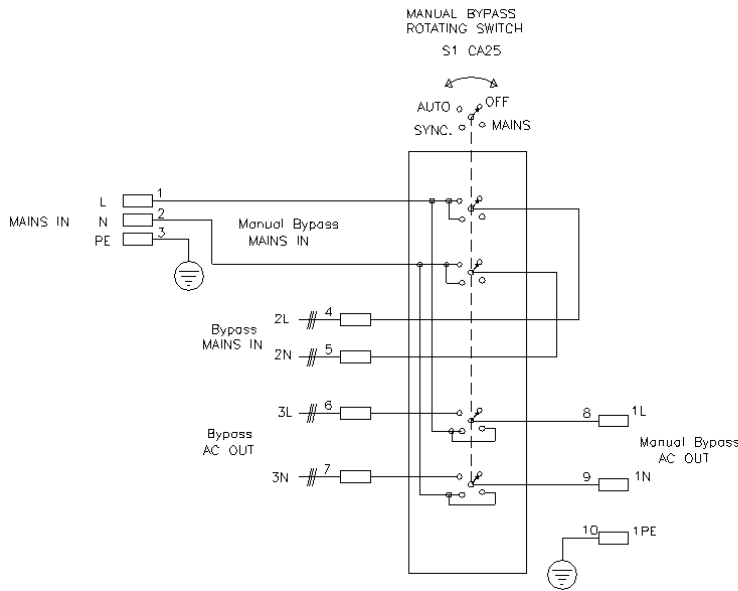 MANUAL BYPASS
ROTATING SWITCH
S1 CA25
AUTO
OFF
SYNC.
MAINS
MAINS IN
L
1
N
2
PE
3
Manual Bypass
MAINS IN
Bypass
MAINS IN
2L
4
2N
5
Bypass
AC OUT
3L
6
3N
7
8
1L
Manual Bypass
AC OUT
9
1N
10
1PE